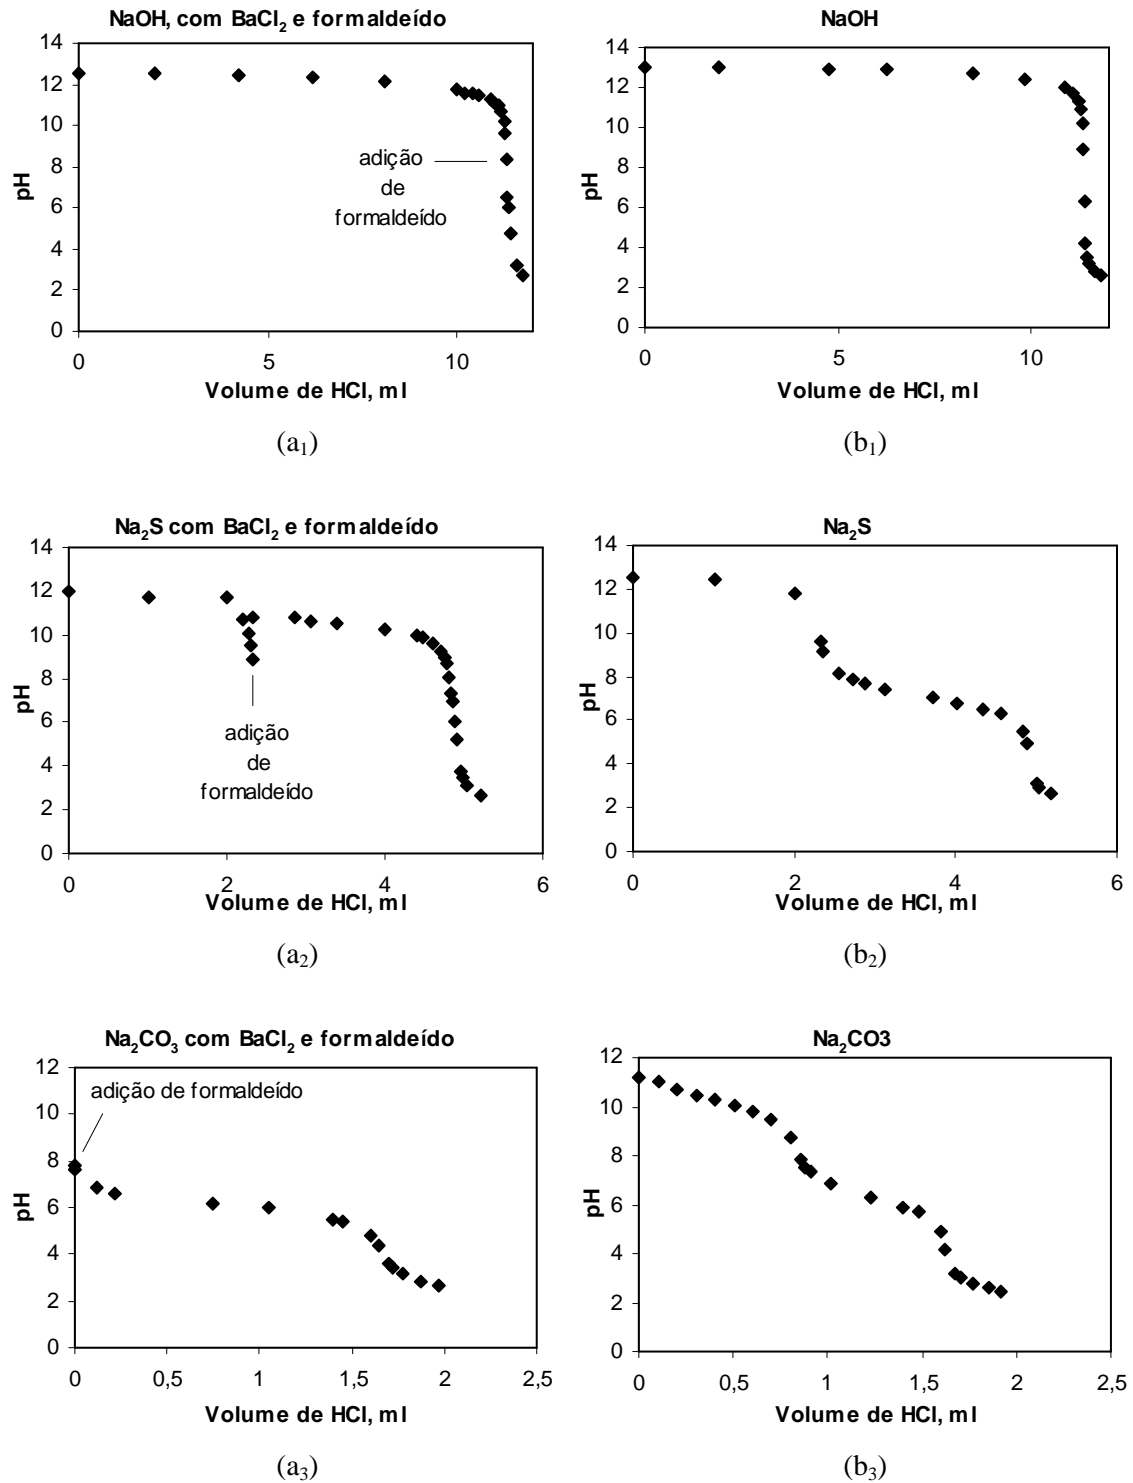 NaOH, com BaCl₂ e formaldeído
14
12
10
8
6
4
2
0
pH
adição
de
formaldeído
0
5
10
Volume de HCl, ml
(a₁)
NaOH
14
12
10
8
6
4
2
0
pH
0
5
10
Volume de HCl, ml
(b₁)
Na₂S com BaCl₂ e formaldeído
14
12
10
8
6
4
2
0
pH
adição
de
formaldeído
0
2
4
6
Volume de HCl, ml
(a₂)
Na₂S
14
12
10
8
6
4
2
0
pH
0
2
4
6
Volume de HCl, ml
(b₂)
Na₂CO₃ com BaCl₂ e formaldeído
12
10
8
6
4
2
0
pH
adição de formaldeído
0
0,5
1
1,5
2
2,5
Volume de HCl, ml
(a₃)
Na₂CO3
12
10
8
6
4
2
0
pH
0
0,5
1
1,5
2
2,5
Volume de HCl, ml
(b₃)